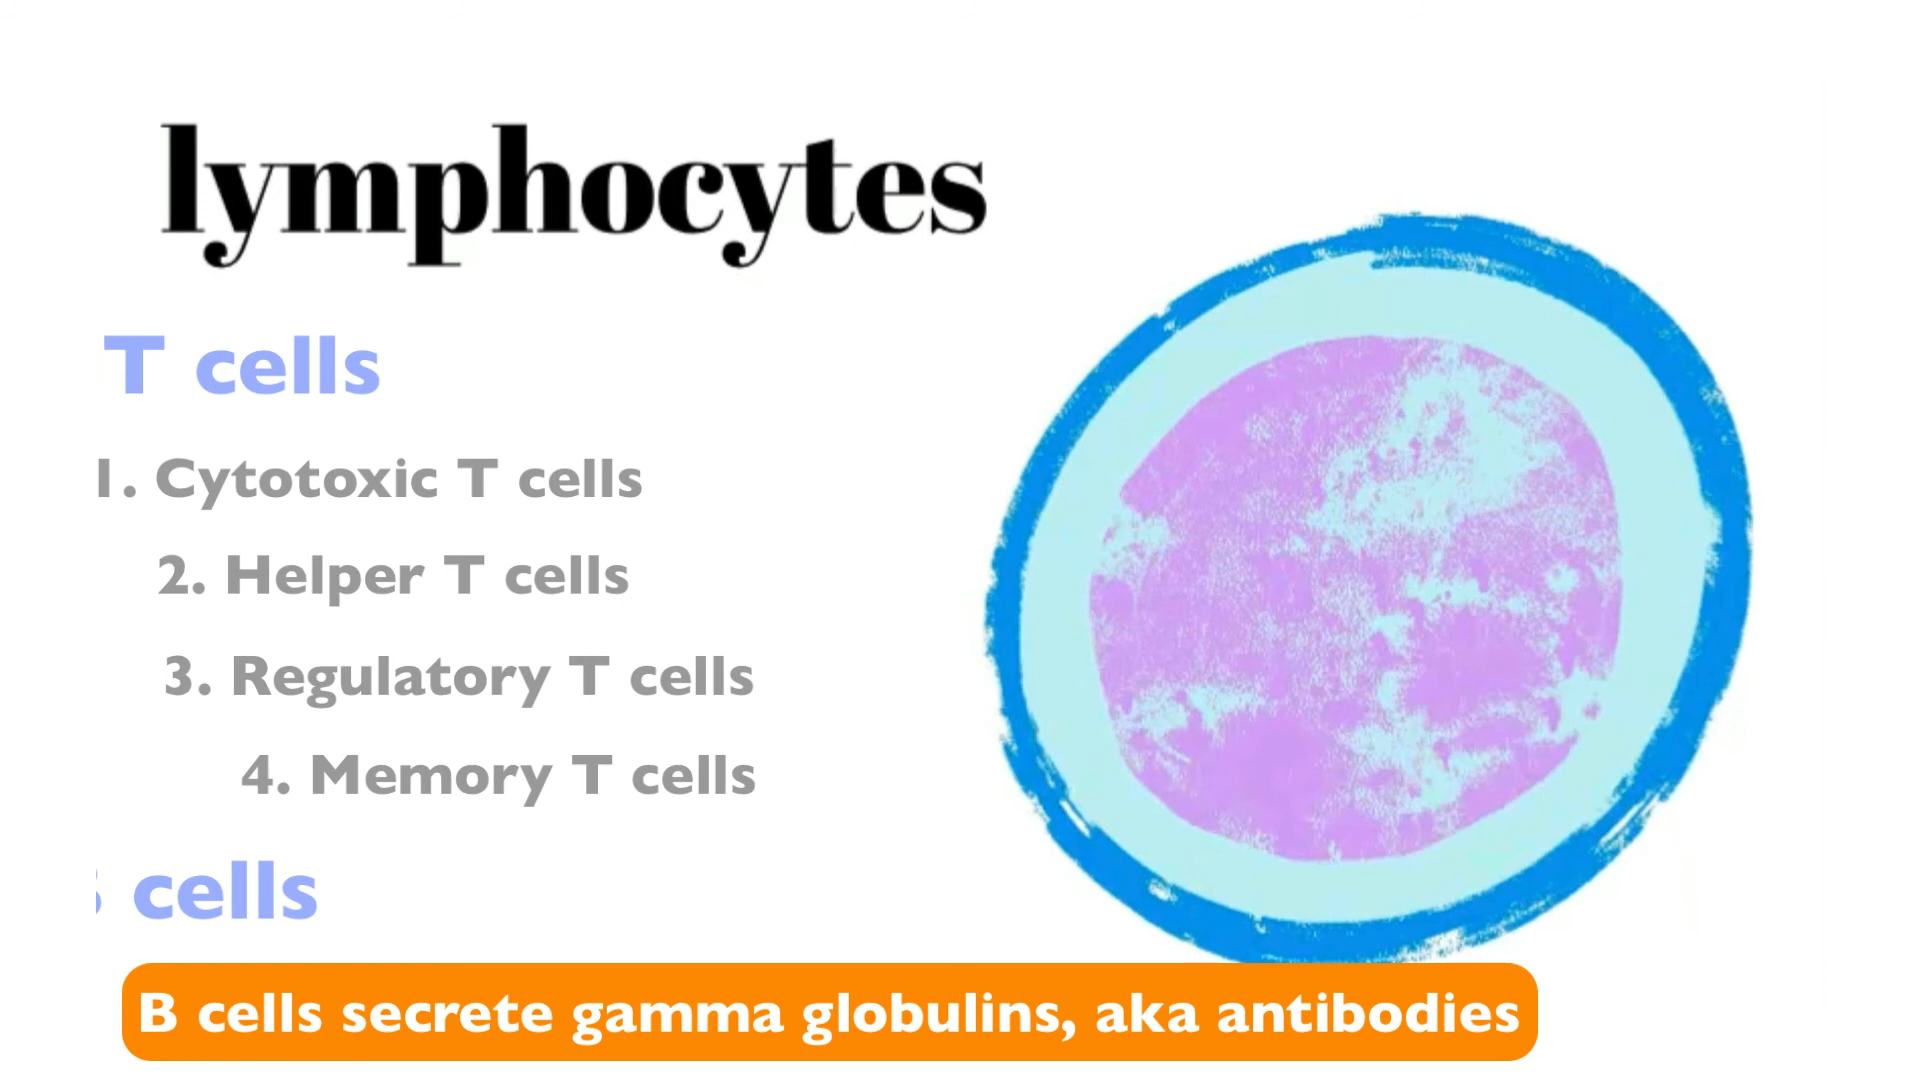 lymphocytes
T cells
1. Cytotoxic T cells
2. Helper T cells
3. Regulatory T cells
4. Memory T cells
cells
B cells secrete gamma globulins, aka antibodies